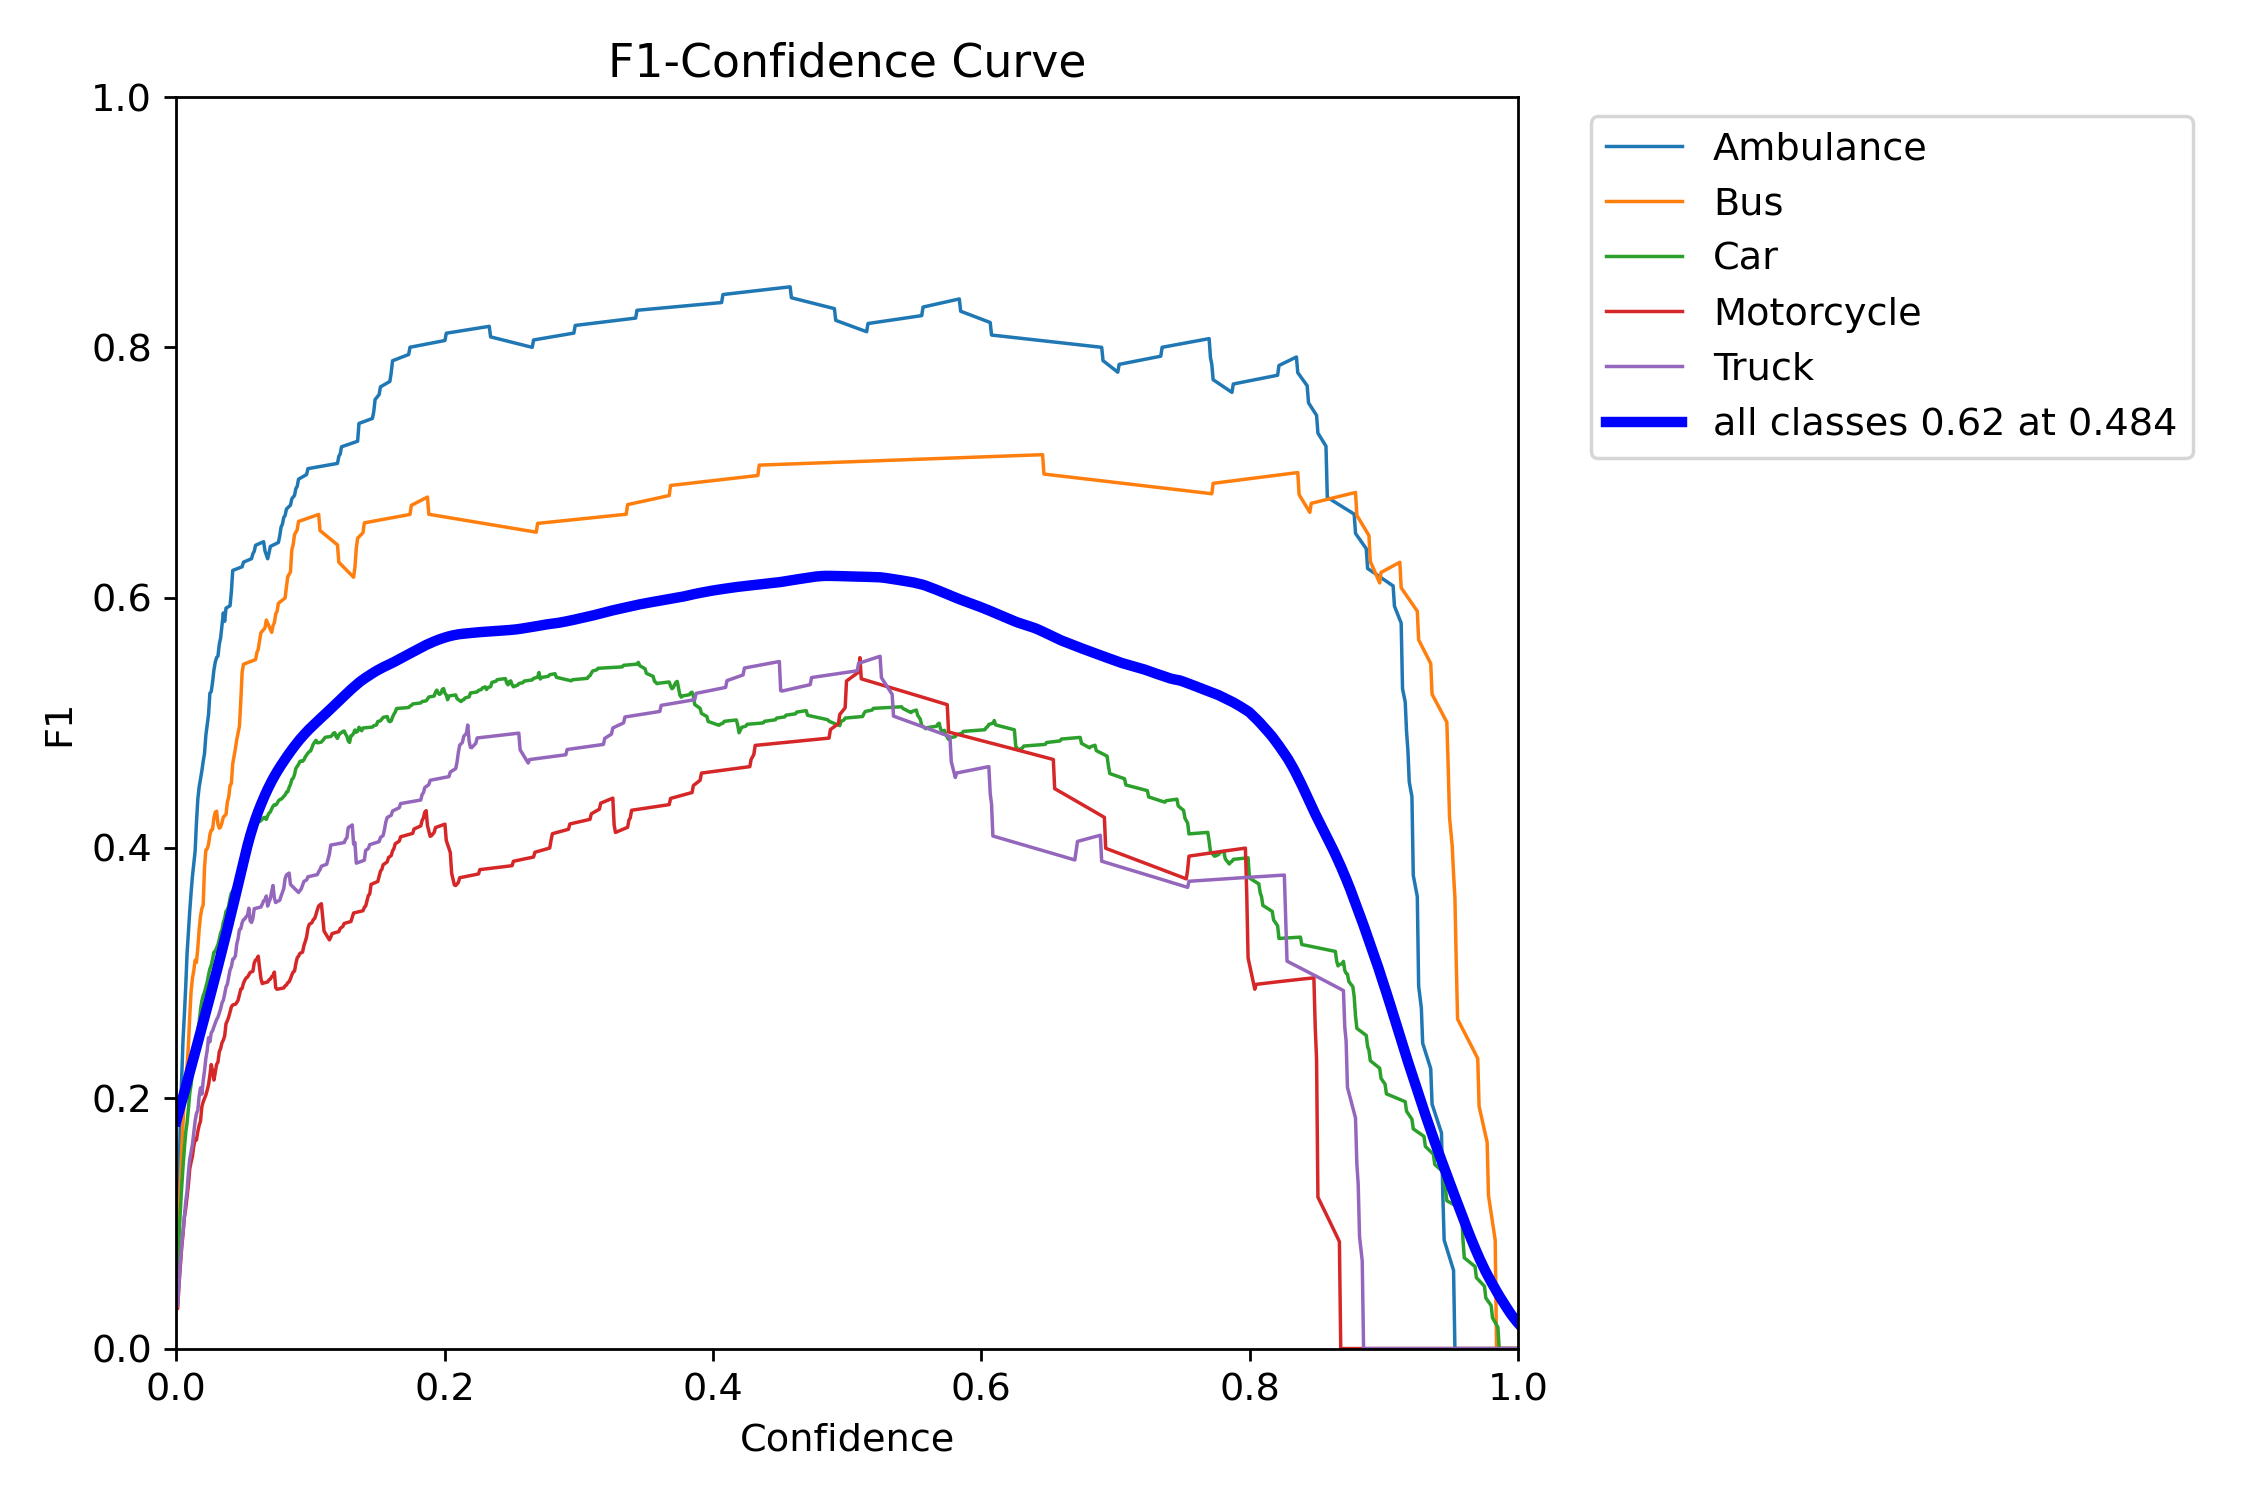 F1-Confidence Curve
1.0
0.8
0.6
0.4
0.2
0.0
F1
0.0 0.2 0.4 0.6 0.8 1.0
Confidence
Ambulance
Bus
Car
Motorcycle
Truck
all classes 0.62 at 0.484